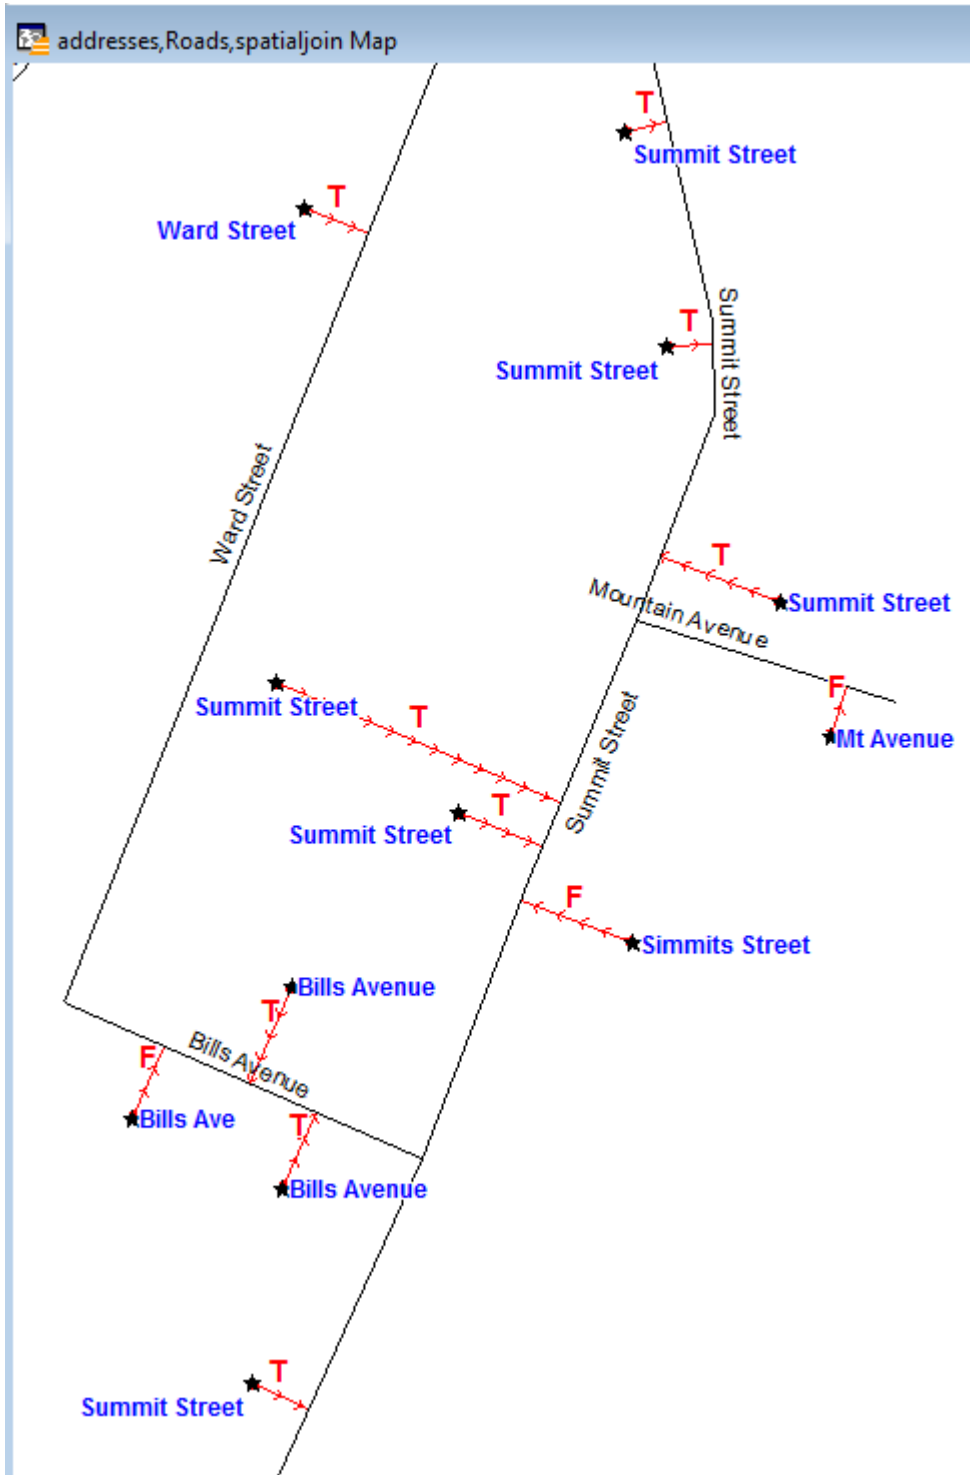 addresses,Roads,spatialjoin Map
T
Summit Street
T
Ward Street
Summit Street
T
Summit Street
Ward Street
T
Summit Street
Mountain Avenue
F
Mt Avenue
Summit Street
T
Summit Street
T
Summit Street
F
Simmits Street
Bills Avenue
T
Bills Avenue
F
Bills Ave
T
Bills Avenue
T
Summit Street